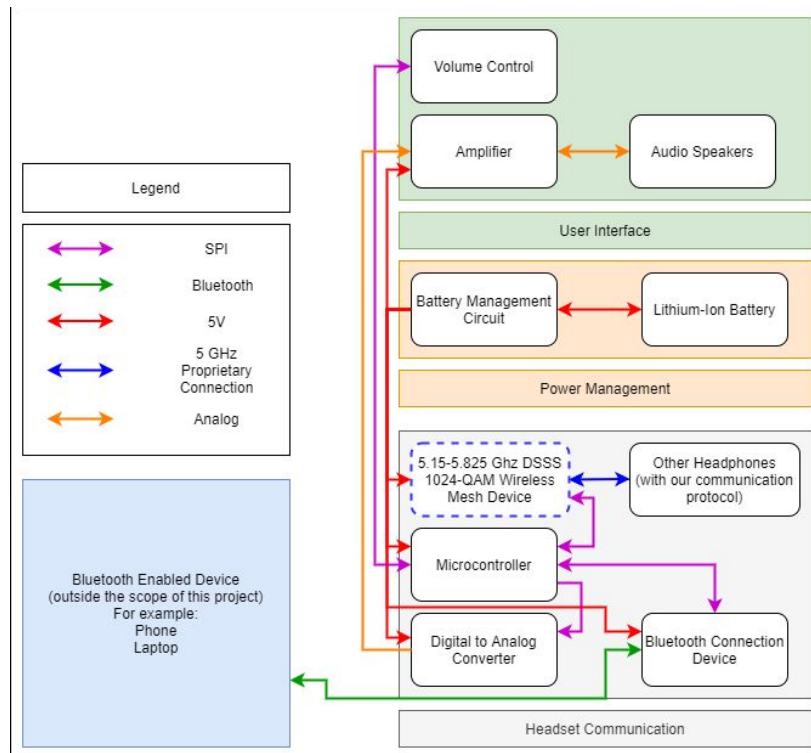 Volume Control
Amplifier
Audio Speakers
User Interface
Legend
SPI
Bluetooth
5V
5 GHz
Proprietary
Connection
Analog
Battery Management
Circuit
Lithium-Ion Battery
Power Management
5.15-5.825 Ghz DSSS
1024-QAM Wireless
Mesh Device
Other Headphones
(with our communication
protocol)
Microcontroller
Digital to Analog
Converter
Bluetooth Connection
Device
Headset Communication
Bluetooth Enabled Device
(outside the scope of this project)
For example:
Phone
Laptop